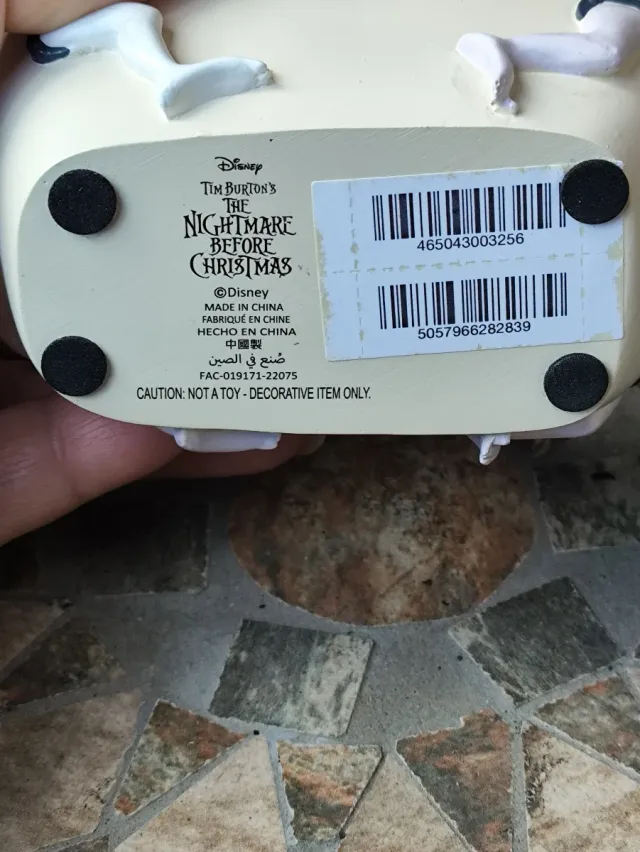 Disney
Tim Burton's
THE
NIGHTMARE
BEFORE
CHRISTMAS
©Disney
MADE IN CHINA
FABRIQUÉ EN CHINE
HECHO EN CHINA
中國製
صُنع في الصين
FAC-019171-22075
CAUTION: NOT A TOY - DECORATIVE ITEM ONLY.
465043003256
5057966282839